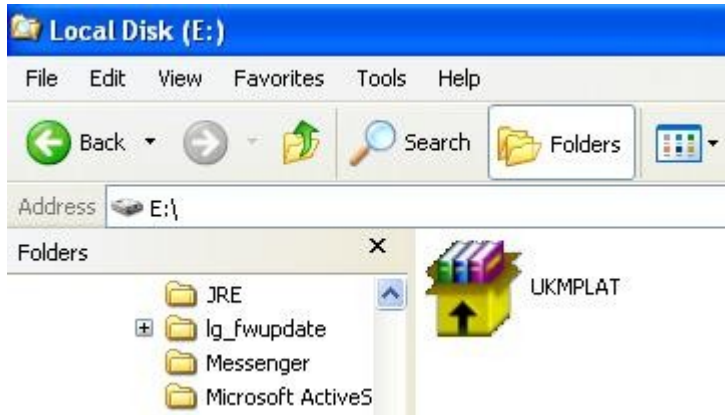 Local Disk (E:)
File Edit View Favorites Tools Help
Back Search Folders
Address E:\
Folders
UKMPLAT
JRE
lg_fwupdate
Messenger
Microsoft ActiveS